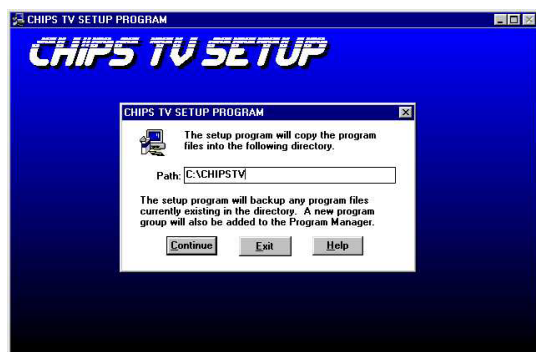 CHIPS TV SETUP PROGRAM
CHIPS TV SETUP
CHIPS TV SETUP PROGRAM
The setup program will copy the program
files into the following directory.
Path: C:\CHIPSTV
The setup program will backup any program files
currently existing in the directory. A new program
group will also be added to the Program Manager.
Continue Exit Help